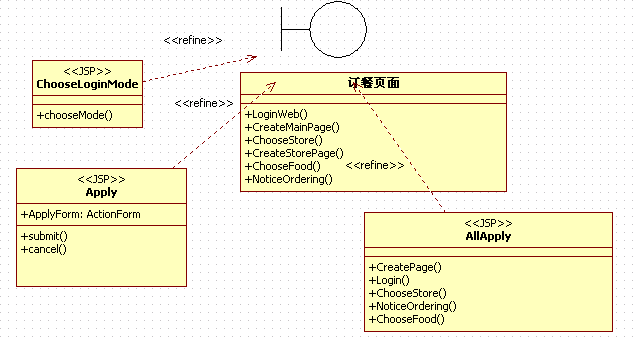 <<refine>>
<<JSP>>
ChooseLoginMode
+chooseMode()
<<refine>>
订餐页面
+LoginWeb()
+CreateMainPage()
+ChooseStore()
+CreateStorePage()
+ChooseFood()
+NoticeOrdering()
<<refine>>
<<JSP>>
Apply
+ApplyForm: ActionForm
+submit()
+cancel()
<<JSP>>
AllApply
+CreatePage()
+Login()
+ChooseStore()
+NoticeOrdering()
+ChooseFood()